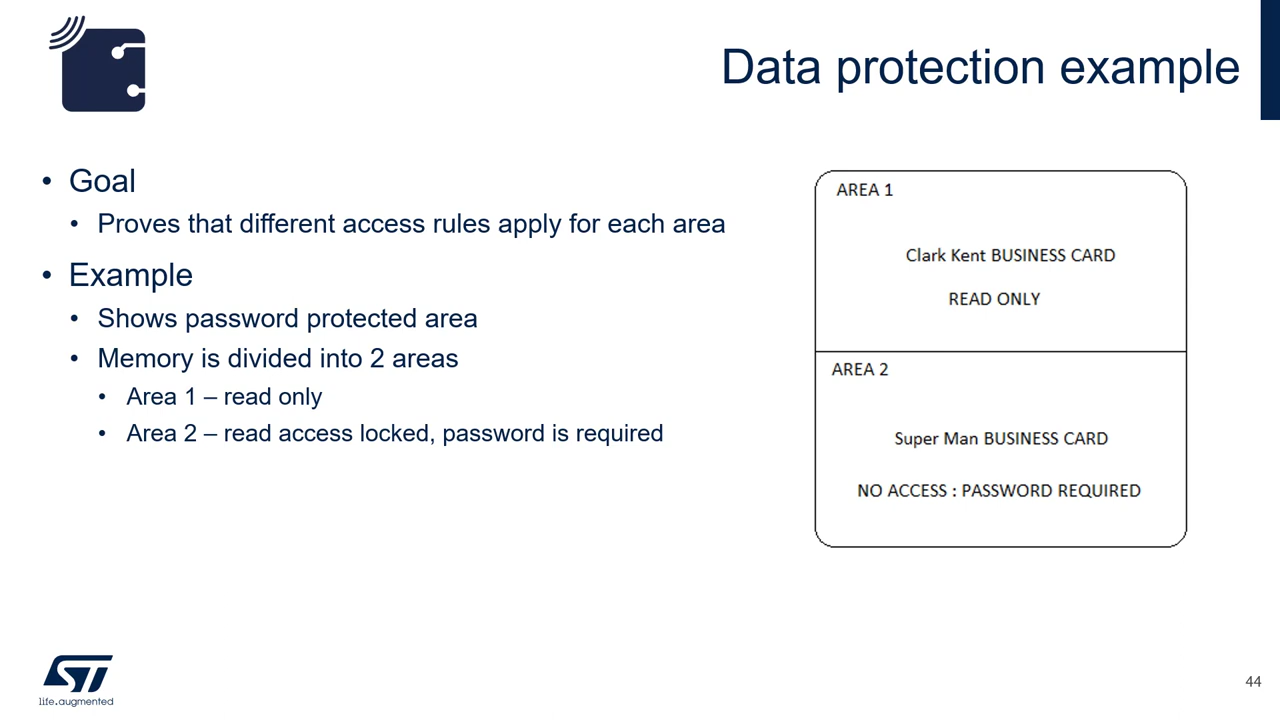 Data protection example
• Goal
• Proves that different access rules apply for each area
• Example
• Shows password protected area
• Memory is divided into 2 areas
• Area 1 – read only
• Area 2 – read access locked, password is required
AREA 1
Clark Kent BUSINESS CARD
READ ONLY
AREA 2
Super Man BUSINESS CARD
NO ACCESS : PASSWORD REQUIRED
ST
life.augmented
44